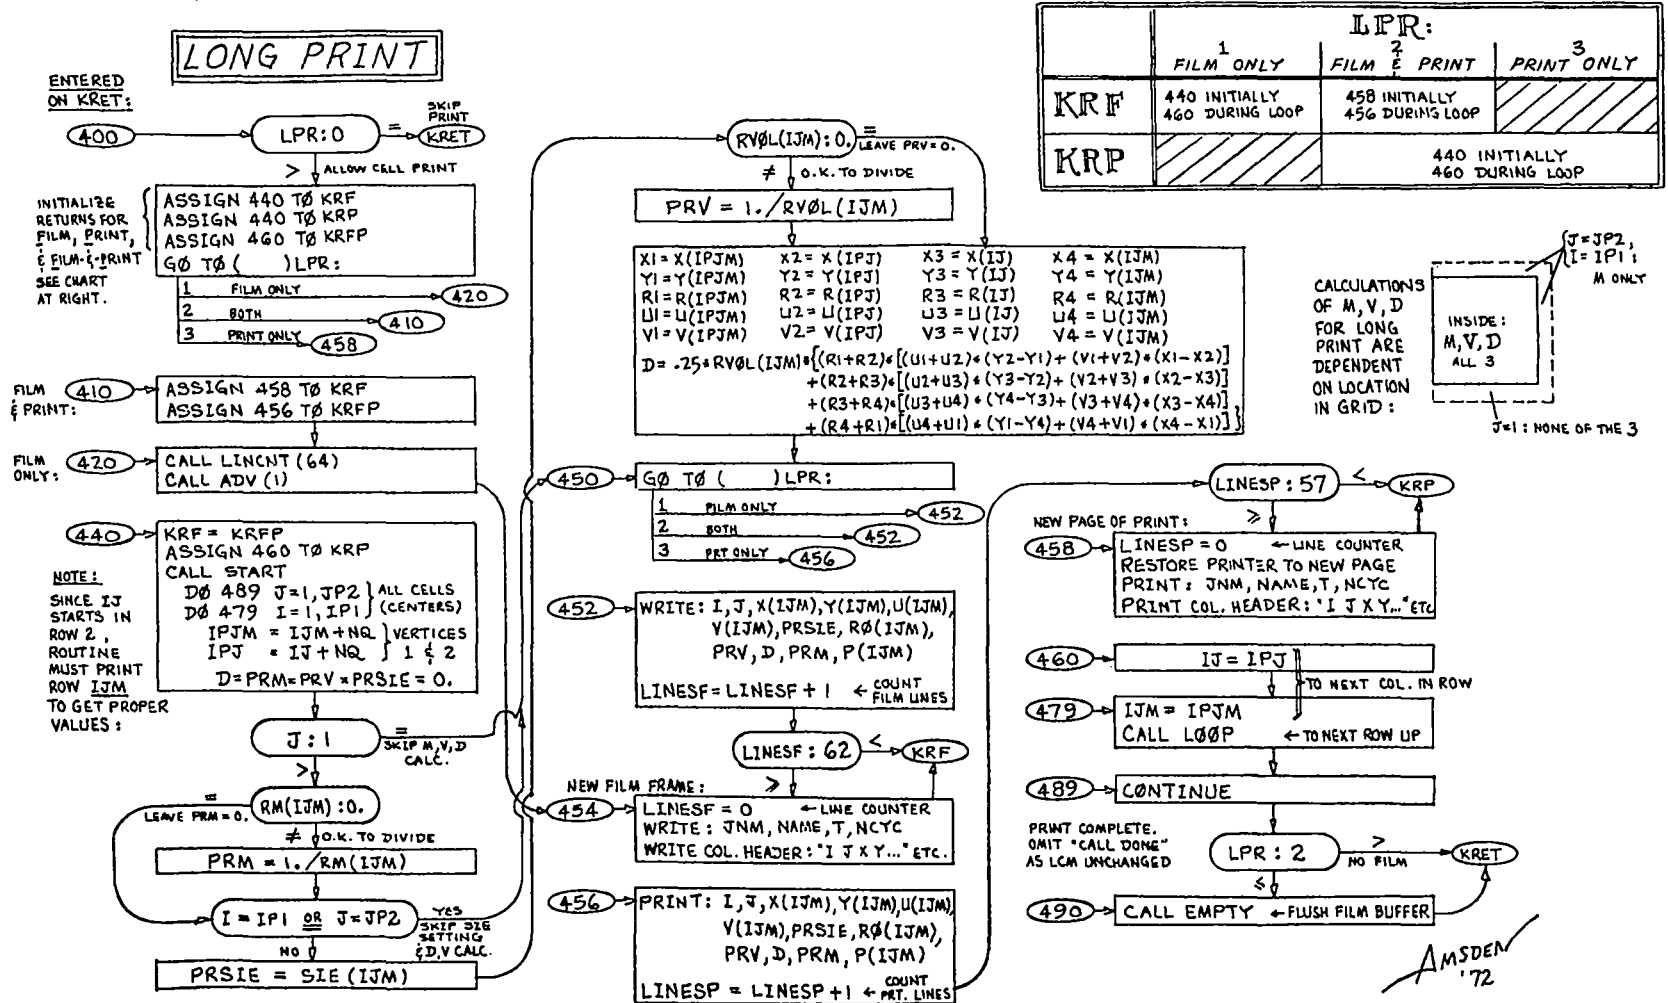 LONG PRINT
ENTERED
ON KRET:
400
LPR:0
=
SKIP
PRINT
KRET
> ALLOW CELL PRINT
INITIALIZE
RETURNS FOR
FILM, PRINT,
& FILM-&-PRINT
SEE CHART
AT RIGHT.
ASSIGN 440 TØ KRF
ASSIGN 440 TØ KRP
ASSIGN 460 TØ KRFP
GØ TØ ( ) LPR:
1 FILM ONLY 420
2 BOTH 410
3 PRINT ONLY 458
FILM
& PRINT:
410
ASSIGN 458 TØ KRF
ASSIGN 456 TØ KRFP
FILM
ONLY:
420
CALL LINCNT (64)
CALL ADV (1)
440
KRF = KRFP
ASSIGN 460 TØ KRP
CALL START
DØ 489 J=1, JP2 } ALL CELLS
DØ 479 I=1, IP1 } (CENTERS)
IPJM = IJM+NQ } VERTICES
IPJ = IJ+NQ } 1 & 2
D=PRM=PRV=PRSIE=0.
NOTE:
SINCE IJ
STARTS IN
ROW 2,
ROUTINE
MUST PRINT
ROW IJM
TO GET PROPER
VALUES:
J:1
=
SKIP M,V,D
CALC.
>
RM(IJM):0.
=
LEAVE PRM=0.
≠ O.K. TO DIVIDE
PRM = 1./RM(IJM)
I = IP1 OR J=JP2
YES
SKIP SIE
SETTING
& D,V CALC.
NO
PRSIE = SIE(IJM)
RVØL(IJM):0.
=
LEAVE PRV=0.
≠ O.K. TO DIVIDE
PRV = 1./RVØL(IJM)
X1=X(IPJM) X2=X(IPJ) X3=X(IJ) X4=X(IJM)
Y1=Y(IPJM) Y2=Y(IPJ) Y3=Y(IJ) Y4=Y(IJM)
R1=R(IPJM) R2=R(IPJ) R3=R(IJ) R4=R(IJM)
U1=U(IPJM) U2=U(IPJ) U3=U(IJ) U4=U(IJM)
V1=V(IPJM) V2=V(IPJ) V3=V(IJ) V4=V(IJM)
D= .25*RVØL(IJM)*{(R1+R2)*[(U1+U2)*(Y2-Y1)+(V1+V2)*(X1-X2)]
+(R2+R3)*[(U2+U3)*(Y3-Y2)+(V2+V3)*(X2-X3)]
+(R3+R4)*[(U3+U4)*(Y4-Y3)+(V3+V4)*(X3-X4)]
+(R4+R1)*[(U4+U1)*(Y1-Y4)+(V4+V1)*(X4-X1)]}
450
GØ TØ ( ) LPR:
1 FILM ONLY 452
2 BOTH 452
3 PRT ONLY 456
452
WRITE: I,J,X(IJM),Y(IJM),U(IJM),
V(IJM),PRSIE,RØ(IJM),
PRV,D,PRM,P(IJM)
LINESF=LINESF+1 ← COUNT
FILM LINES
LINESF:62
<
KRF
≥
NEW FILM FRAME:
454
LINESF=0 ← LINE COUNTER
WRITE: JNM, NAME,T, NCYC
WRITE COL. HEADER: "I J X Y..." ETC.
456
PRINT: I,J,X(IJM),Y(IJM),U(IJM),
V(IJM),PRSIE,RØ(IJM),
PRV,D,PRM,P(IJM)
LINESP = LINESP+1 ← COUNT
PRT. LINES
LPR:
1
FILM ONLY
2
FILM & PRINT
3
PRINT ONLY
KRF
440 INITIALLY
460 DURING LOOP
458 INITIALLY
456 DURING LOOP
KRP
440 INITIALLY
460 DURING LOOP
CALCULATIONS
OF M,V,D
FOR LONG
PRINT ARE
DEPENDENT
ON LOCATION
IN GRID:
{J=JP2,
{I=IP1:
M ONLY
INSIDE:
M,V,D
ALL 3
J=1: NONE OF THE 3
LINESP:57
<
KRP
≥
NEW PAGE OF PRINT:
458
LINESP=0 ← LINE COUNTER
RESTORE PRINTER TO NEW PAGE
PRINT: JNM, NAME,T, NCYC
PRINT COL. HEADER: "I J X Y..." ETC
460
IJ=IPJ
TO NEXT COL. IN ROW
479
IJM = IPJM
CALL LØØP ← TO NEXT ROW UP
489
CØNTINUE
PRINT COMPLETE.
OMIT "CALL DONE"
AS LCM UNCHANGED
LPR:2
>
NO FILM
KRET
≤
490
CALL EMPTY ← FLUSH FILM BUFFER
AMSDEN
'72